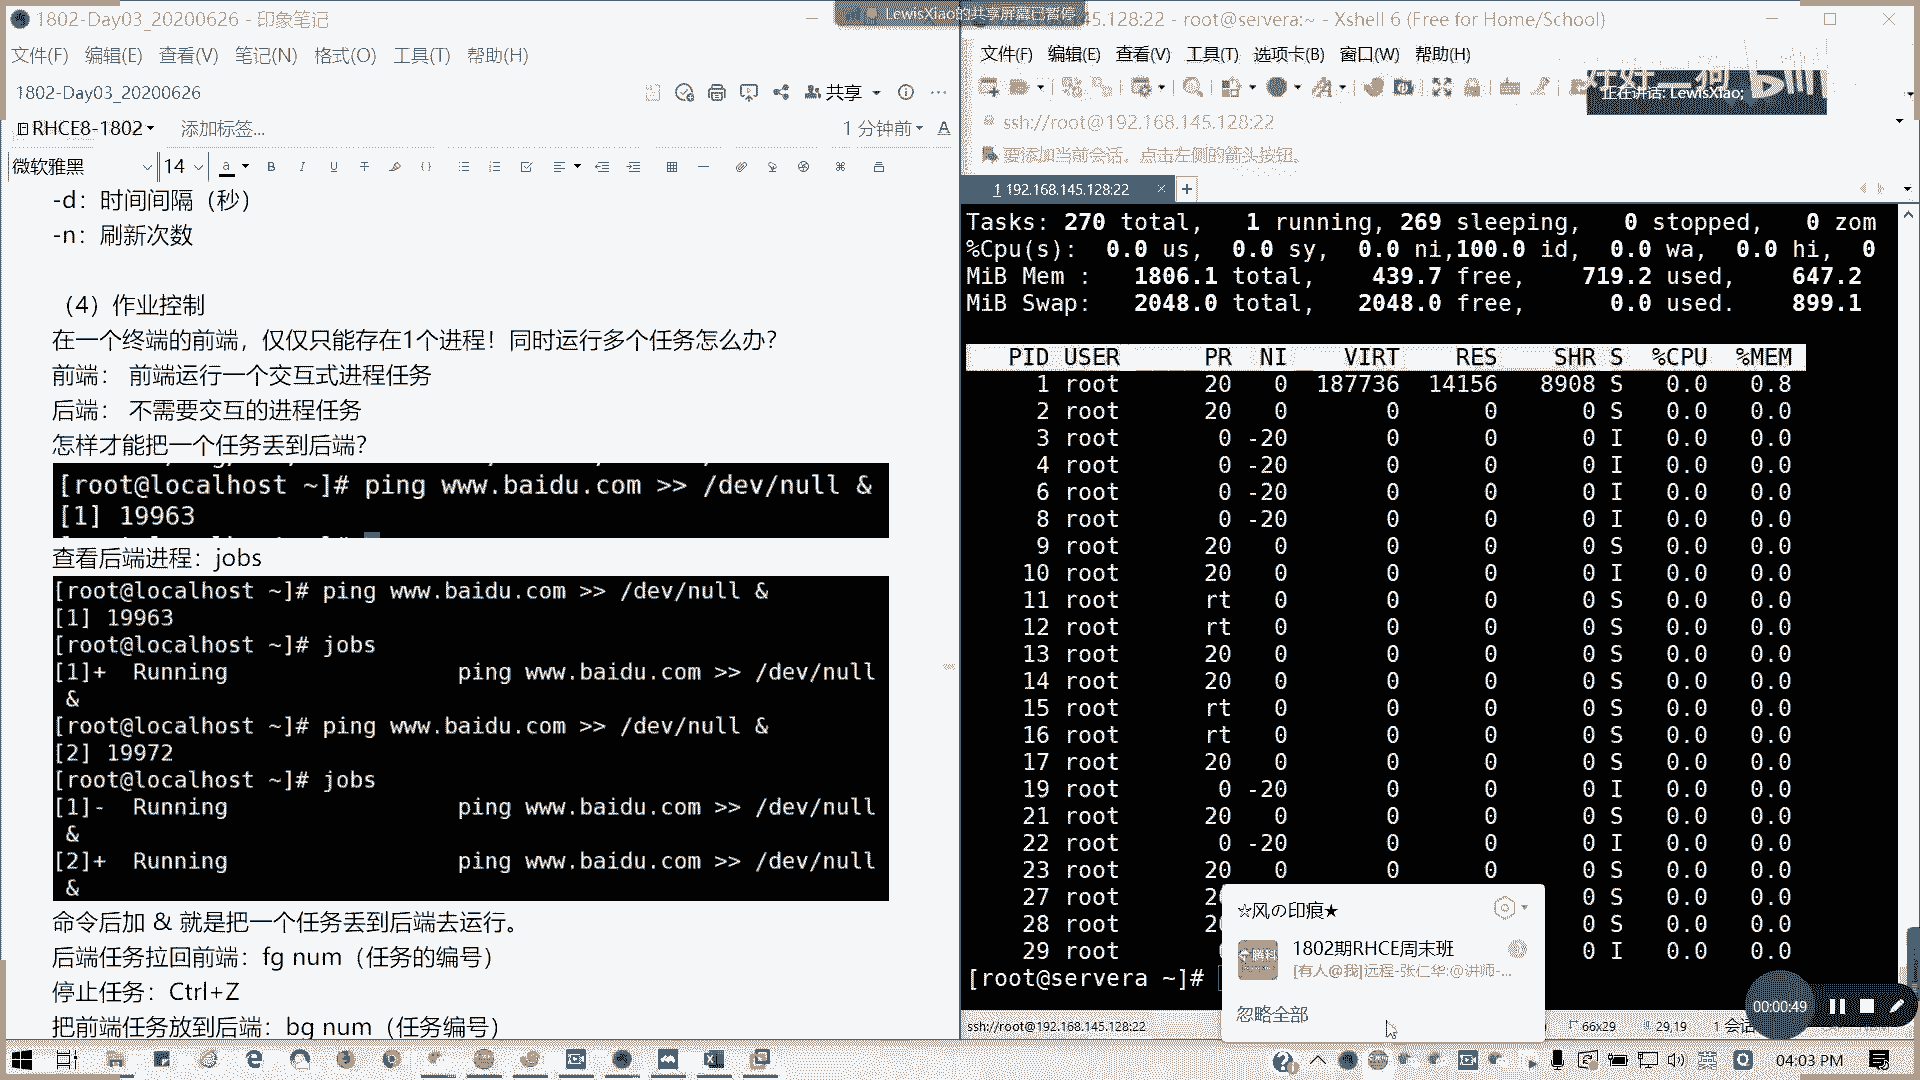 1802-Day03_20200626 - 印象笔记
文件(F) 编辑(E) 查看(V) 笔记(N) 格式(O) 工具(T) 帮助(H)
1802-Day03_20200626
共享
RHCE8-1802 添加标签... 1 分钟前
微软雅黑 14
-d：时间间隔（秒）
-n：刷新次数
（4）作业控制
在一个终端的前端，仅仅只能存在1个进程！同时运行多个任务怎么办？
前端： 前端运行一个交互式进程任务
后端： 不需要交互的进程任务
怎样才能把一个任务丢到后端？
[root@localhost ~]# ping www.baidu.com >> /dev/null &
[1] 19963
查看后端进程：jobs
[root@localhost ~]# ping www.baidu.com >> /dev/null &
[1] 19963
[root@localhost ~]# jobs
[1]+  Running                 ping www.baidu.com >> /dev/null
&
[root@localhost ~]# ping www.baidu.com >> /dev/null &
[2] 19972
[root@localhost ~]# jobs
[1]-  Running                 ping www.baidu.com >> /dev/null
&
[2]+  Running                 ping www.baidu.com >> /dev/null
&
命令后加 & 就是把一个任务丢到后端去运行。
后端任务拉回前端：fg num（任务的编号）
停止任务：Ctrl+Z
把前端任务放到后端：bg num（任务编号）
LewisXiao的共享屏幕已暂停
5.128:22 - root@servera:~ - Xshell 6 (Free for Home/School)
文件(F) 编辑(E) 查看(V) 工具(T) 选项卡(B) 窗口(W) 帮助(H)
正在讲话: LewisXiao;
ssh://root@192.168.145.128:22
要添加当前会话，点击左侧的箭头按钮。
1 192.168.145.128:22
Tasks: 270 total,   1 running, 269 sleeping,   0 stopped,   0 zom
%Cpu(s):  0.0 us,  0.0 sy,  0.0 ni,100.0 id,  0.0 wa,  0.0 hi,  0
MiB Mem :   1806.1 total,    439.7 free,    719.2 used,    647.2
MiB Swap:   2048.0 total,   2048.0 free,      0.0 used.    899.1
PID USER      PR  NI    VIRT    RES    SHR S  %CPU  %MEM
1 root      20   0  187736  14156   8908 S   0.0   0.8
2 root      20   0       0      0      0 S   0.0   0.0
3 root       0 -20       0      0      0 I   0.0   0.0
4 root       0 -20       0      0      0 I   0.0   0.0
6 root       0 -20       0      0      0 I   0.0   0.0
8 root       0 -20       0      0      0 I   0.0   0.0
9 root      20   0       0      0      0 S   0.0   0.0
10 root      20   0       0      0      0 S   0.0   0.0
11 root      rt   0       0      0      0 S   0.0   0.0
12 root      rt   0       0      0      0 S   0.0   0.0
13 root      20   0       0      0      0 S   0.0   0.0
14 root      20   0       0      0      0 S   0.0   0.0
15 root      rt   0       0      0      0 S   0.0   0.0
16 root      rt   0       0      0      0 S   0.0   0.0
17 root      20   0       0      0      0 S   0.0   0.0
19 root       0 -20       0      0      0 I   0.0   0.0
21 root      20   0       0      0      0 S   0.0   0.0
22 root       0 -20       0      0      0 I   0.0   0.0
23 root      20   0       0      0      0 S   0.0   0.0
27 root      2 0 S   0.0   0.0
28 root      2 0 S   0.0   0.0
29 root 0 I   0.0   0.0
[root@servera ~]#
☆风の印痕★
1802期RHCE周末班
[有人@我]远程-张仁华:@讲师-...
忽略全部
00:00:49
ssh://root@192.168.145.128:22 66x29 29,19 1 会话
英 04:03 PM